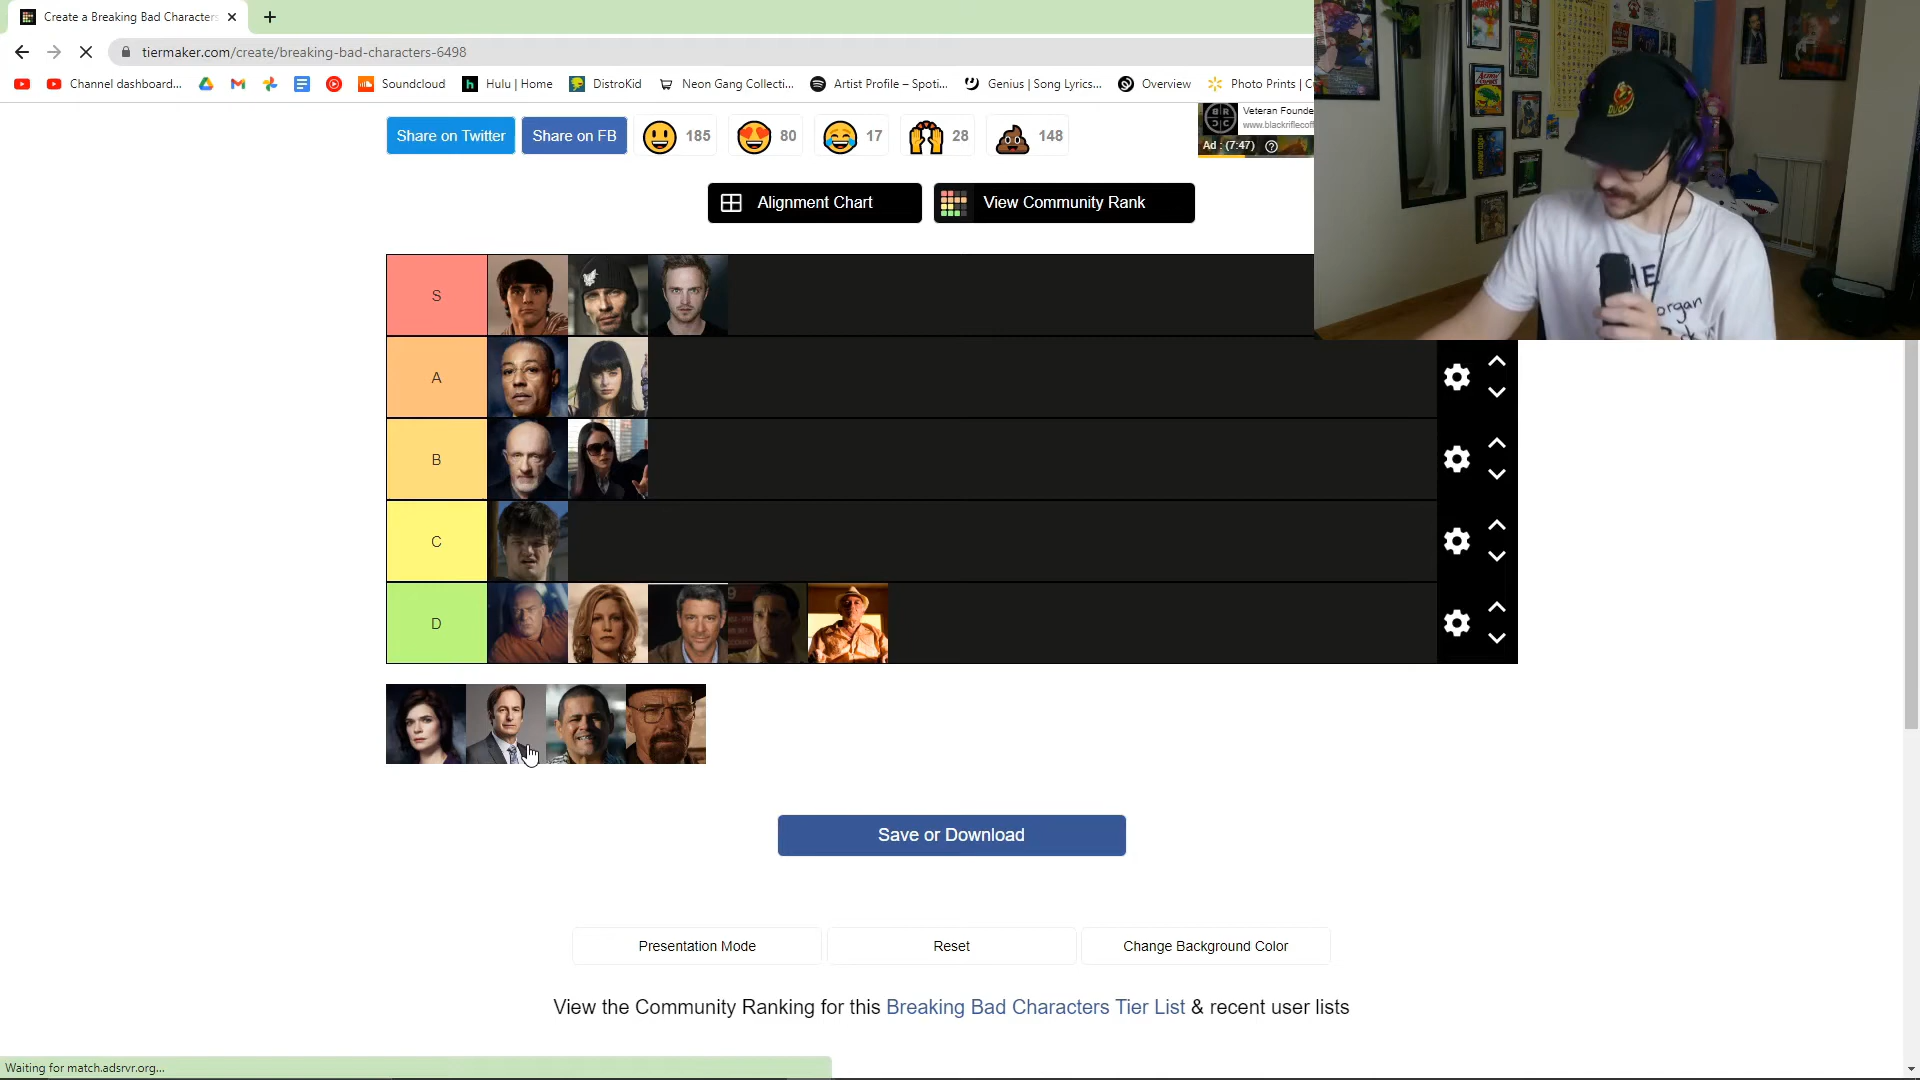 Create a Breaking Bad Characters
tiermaker.com/create/breaking-bad-characters-6498
Channel dashboard...
Soundcloud
Hulu | Home
DistroKid
Neon Gang Collecti...
Artist Profile – Spoti...
Genius | Song Lyrics...
Overview
Photo Prints | Cu
Share on Twitter
Share on FB
185
80
17
28
148
Veteran Founde
www.blackriflecoff
Ad : (7:47)
Alignment Chart
View Community Rank
S
A
B
C
D
Save or Download
Presentation Mode
Reset
Change Background Color
View the Community Ranking for this Breaking Bad Characters Tier List & recent user lists
Waiting for match.adsrvr.org...